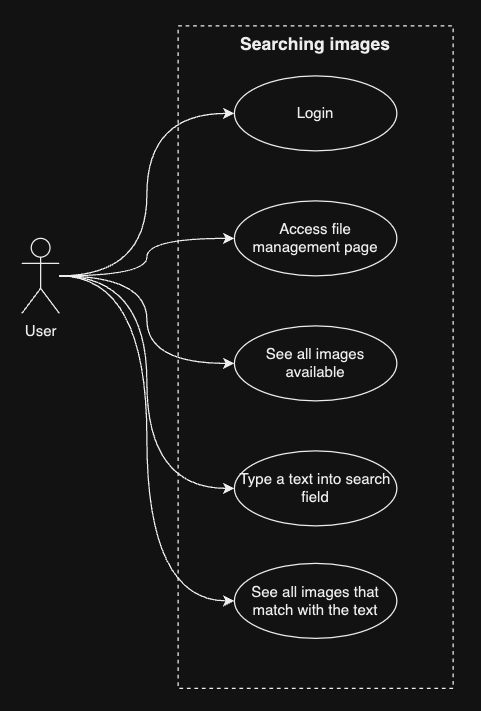 Searching images
Login
Access file
management page
User
See all images
available
Type a text into search
field
See all images that
match with the text